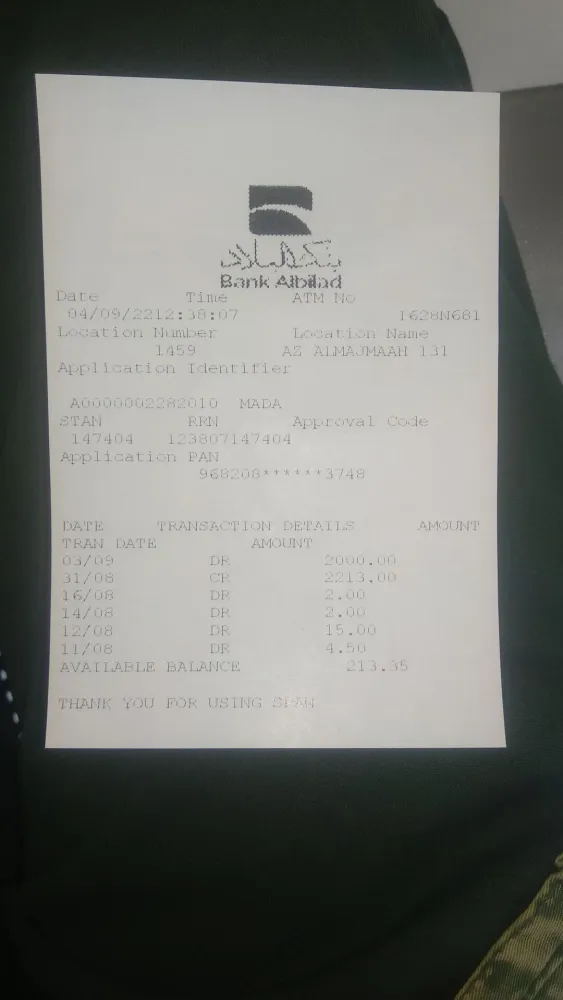 بنك البلاد
Bank Albilad
Date Time ATM No
04/09/2212:38:07 1628N681
Location Number Location Name
1459 AZ ALMAJMAAH 131
Application Identifier
A0000002282010 MADA
STAN RRN Approval Code
147404 123807147404
Application PAN
968208******3748
DATE TRANSACTION DETAILS AMOUNT
TRAN DATE AMOUNT
03/09 DR 2000.00
31/08 CR 2213.00
16/08 DR 2.00
14/08 DR 2.00
12/08 DR 15.00
11/08 DR 4.50
AVAILABLE BALANCE 213.35
THANK YOU FOR USING SPAN